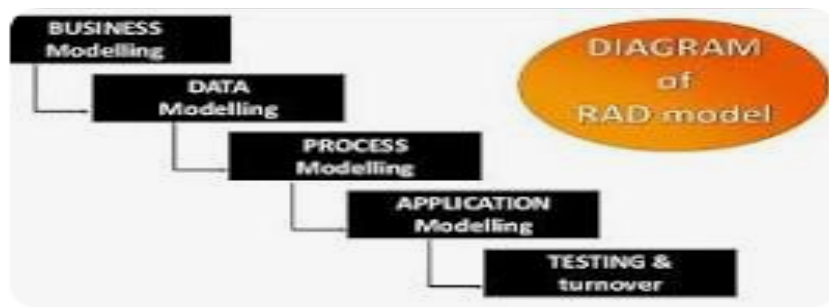 BUSINESS
Modelling
DIAGRAM
of
RAD model
DATA
Modelling
PROCESS
Modelling
APPLICATION
Modelling
TESTING &
turnover